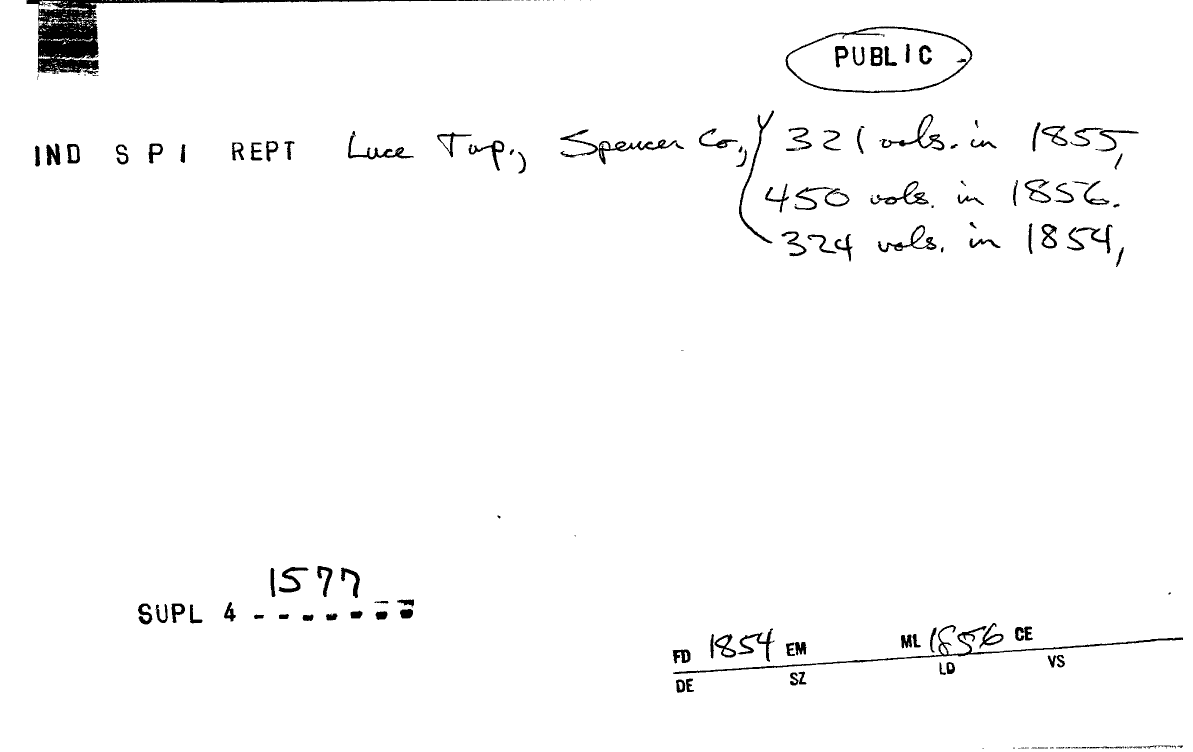 PUBLIC
IND S P I REPT Luce Twp., Spencer Co., 321 vols. in 1855,
450 vols. in 1856.
324 vols. in 1854,
1577
SUPL 4 - - - - - - -
FD 1854 EM ML 1856 CE
DE SZ LD VS